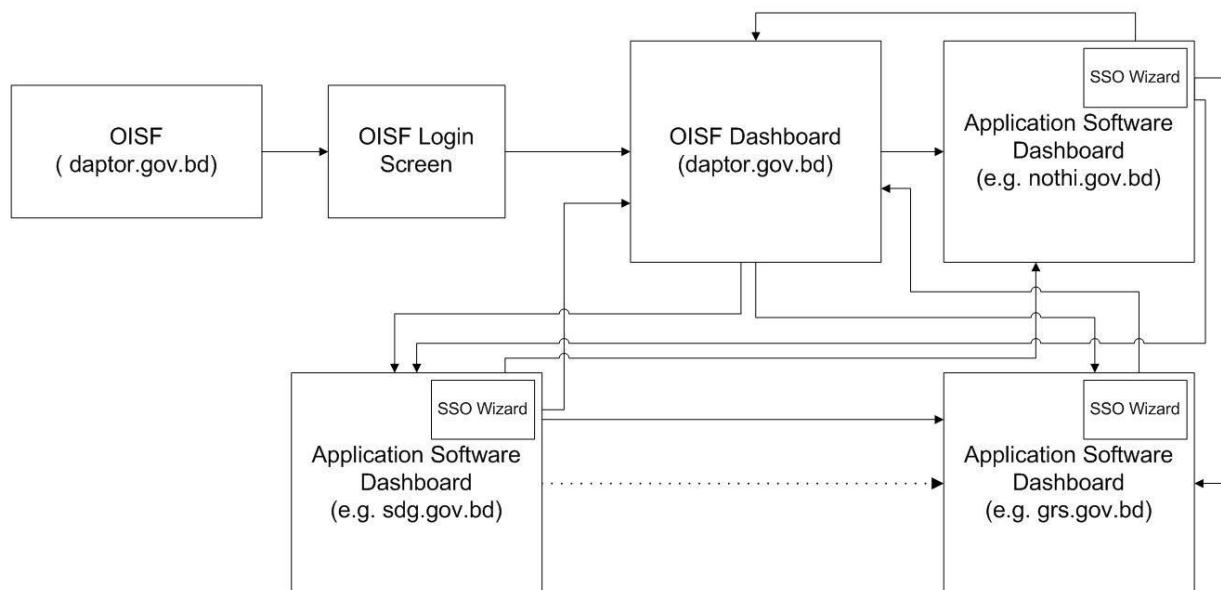 OISF
( daptor.gov.bd)
OISF Login
Screen
OISF Dashboard
(daptor.gov.bd)
SSO Wizard
Application Software
Dashboard
(e.g. nothi.gov.bd)
SSO Wizard
Application Software
Dashboard
(e.g. sdg.gov.bd)
SSO Wizard
Application Software
Dashboard
(e.g. grs.gov.bd)